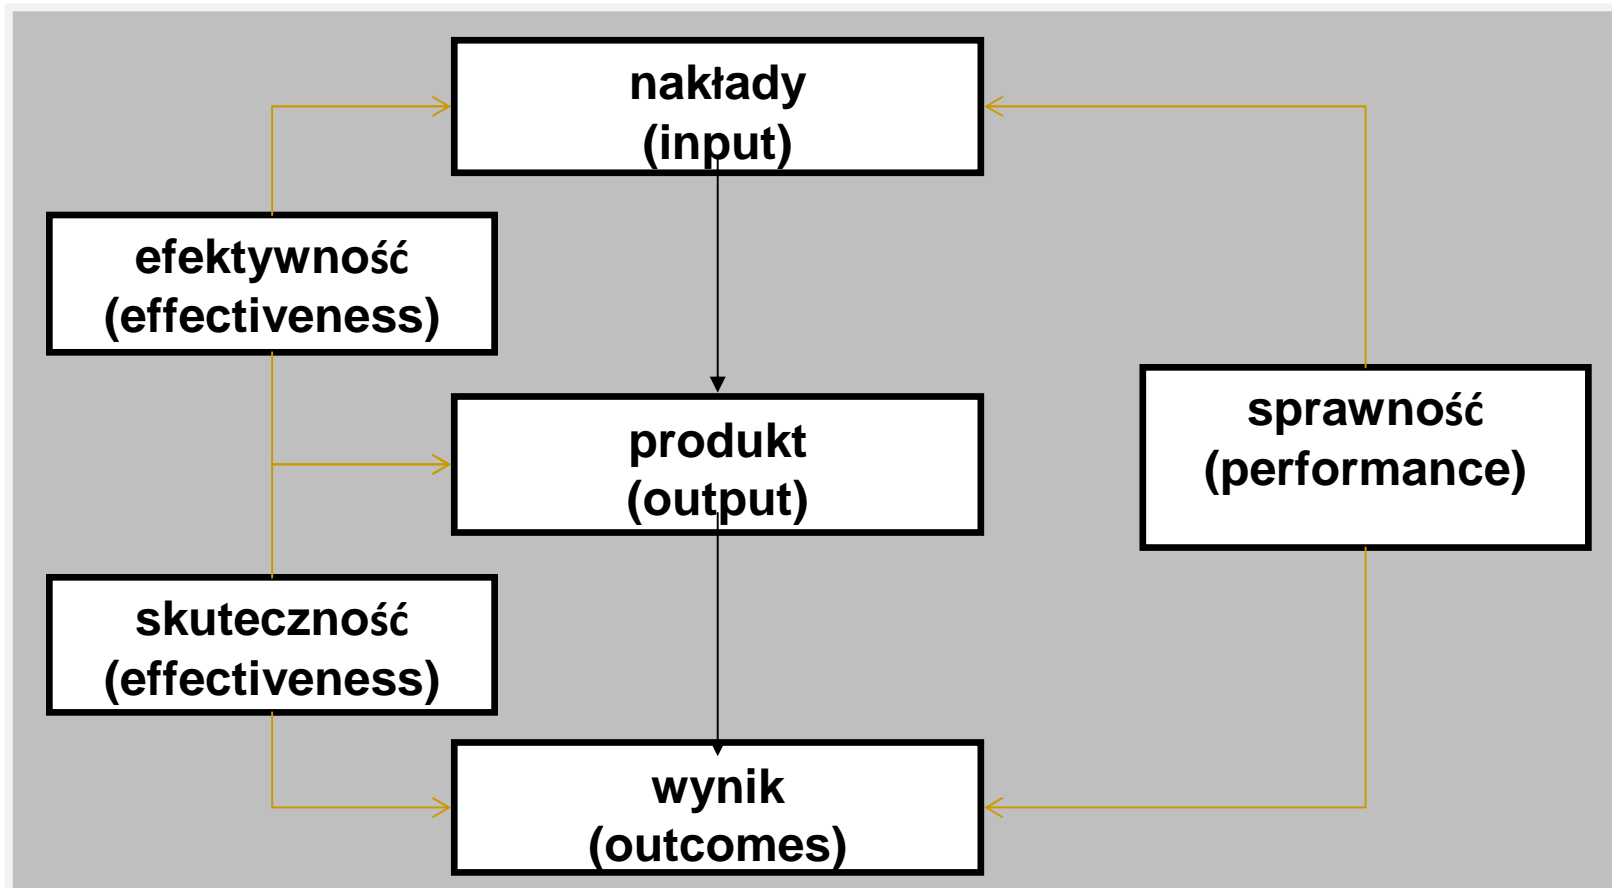 nakłady
(input)
efektywność
(effectiveness)
produkt
(output)
sprawność
(performance)
skuteczność
(effectiveness)
wynik
(outcomes)